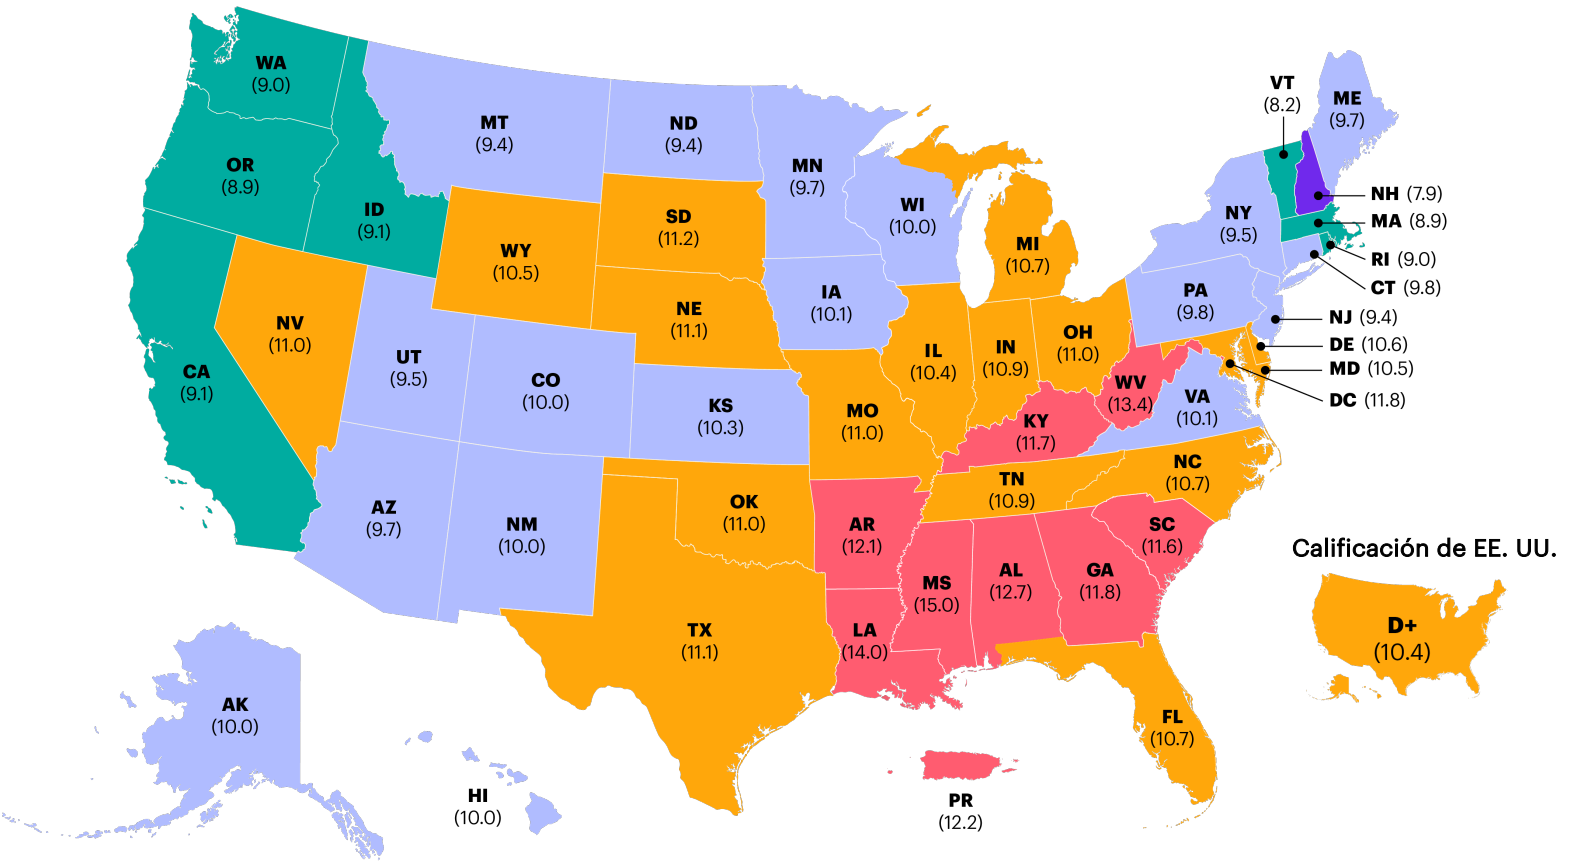 WA
(9.0)
OR
(8.9)
CA
(9.1)
ID
(9.1)
NV
(11.0)
MT
(9.4)
WY
(10.5)
UT
(9.5)
CO
(10.0)
AZ
(9.7)
NM
(10.0)
ND
(9.4)
SD
(11.2)
NE
(11.1)
KS
(10.3)
OK
(11.0)
TX
(11.1)
MN
(9.7)
IA
(10.1)
MO
(11.0)
AR
(12.1)
LA
(14.0)
WI
(10.0)
IL
(10.4)
MI
(10.7)
IN
(10.9)
OH
(11.0)
KY
(11.7)
TN
(10.9)
MS
(15.0)
AL
(12.7)
GA
(11.8)
FL
(10.7)
SC
(11.6)
NC
(10.7)
VA
(10.1)
WV
(13.4)
PA
(9.8)
NY
(9.5)
VT
(8.2)
ME
(9.7)
NH (7.9)
MA (8.9)
RI (9.0)
CT (9.8)
NJ (9.4)
DE (10.6)
MD (10.5)
DC (11.8)
AK
(10.0)
HI
(10.0)
PR
(12.2)
Calificación de EE. UU.
D+
(10.4)